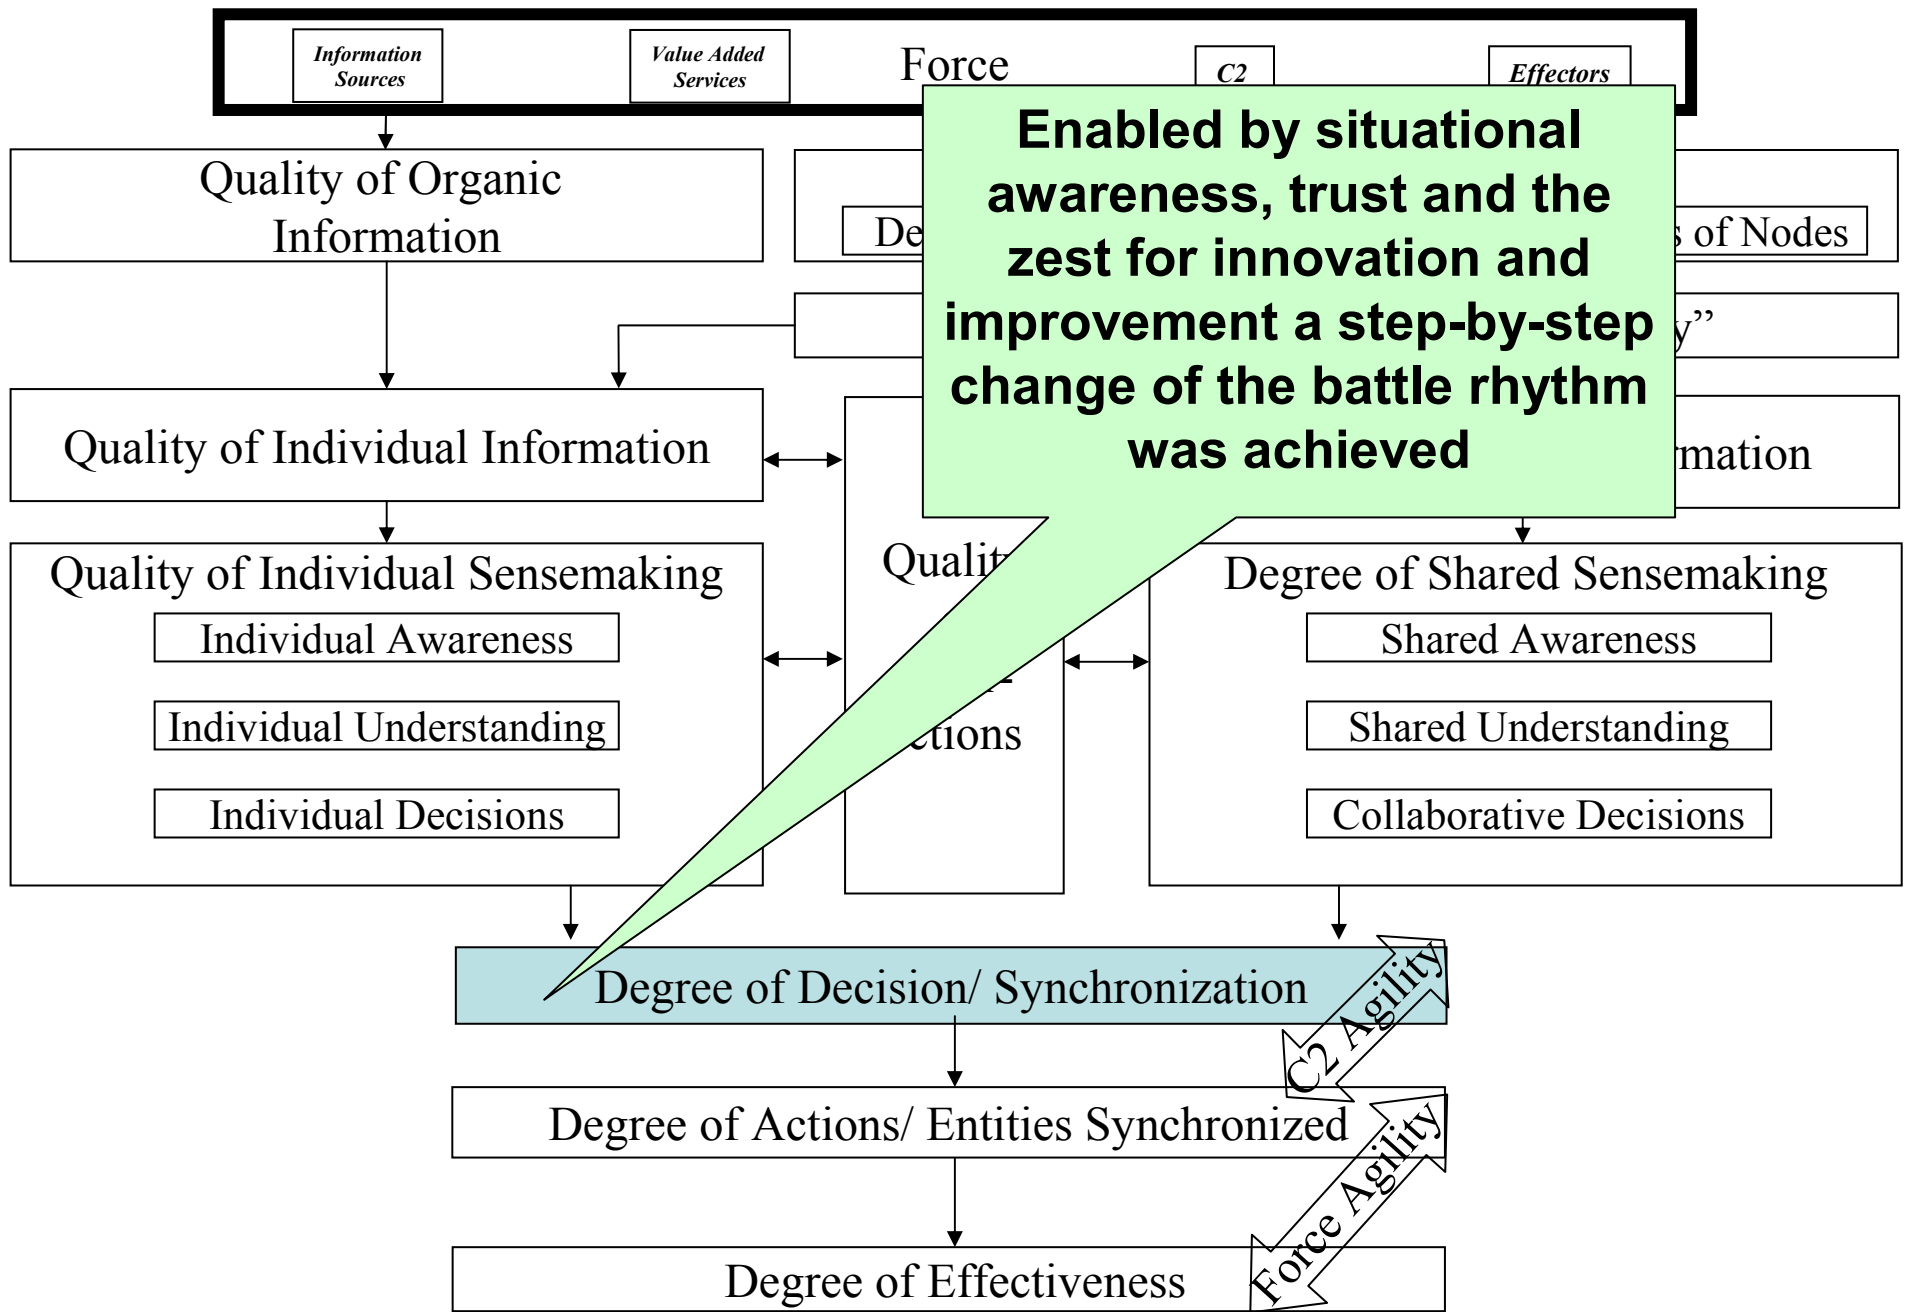 Information
Sources
Value Added
Services
Force
C2
Effectors
Enabled by situational
awareness, trust and the
zest for innovation and
improvement a step-by-step
change of the battle rhythm
was achieved
Quality of Organic
Information
of Nodes
Quality of Individual Information
Quality of Individual Sensemaking
Individual Awareness
Individual Understanding
Individual Decisions
Degree of Shared Sensemaking
Shared Awareness
Shared Understanding
Collaborative Decisions
Degree of Decision/ Synchronization
C2 Agility
Degree of Actions/ Entities Synchronized
Force Agility
Degree of Effectiveness